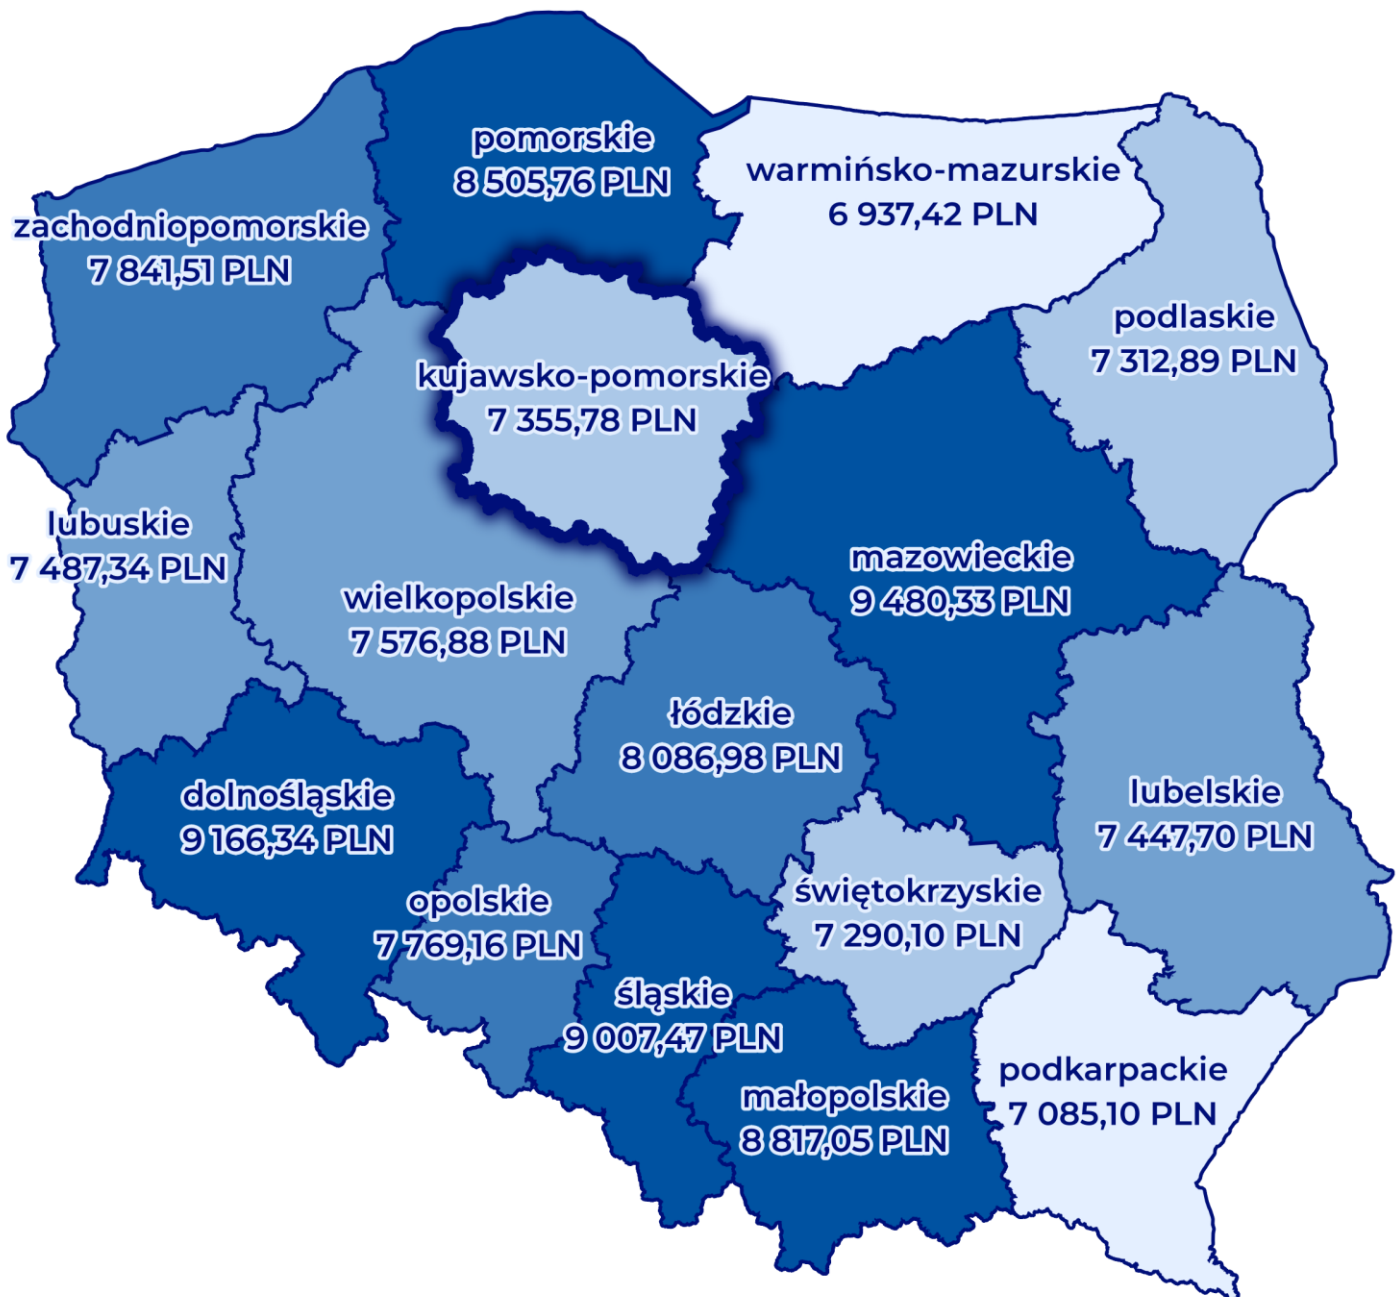 pomorskie
8 505,76 PLN
warmińsko-mazurskie
6 937,42 PLN
zachodniopomorskie
7 841,51 PLN
podlaskie
7 312,89 PLN
kujawsko-pomorskie
7 355,78 PLN
lubuskie
7 487,34 PLN
mazowieckie
9 480,33 PLN
wielkopolskie
7 576,88 PLN
łódzkie
8 086,98 PLN
dolnośląskie
9 166,34 PLN
lubelskie
7 447,70 PLN
opolskie
7 769,16 PLN
świętokrzyskie
7 290,10 PLN
śląskie
9 007,47 PLN
podkarpackie
7 085,10 PLN
małopolskie
8 817,05 PLN